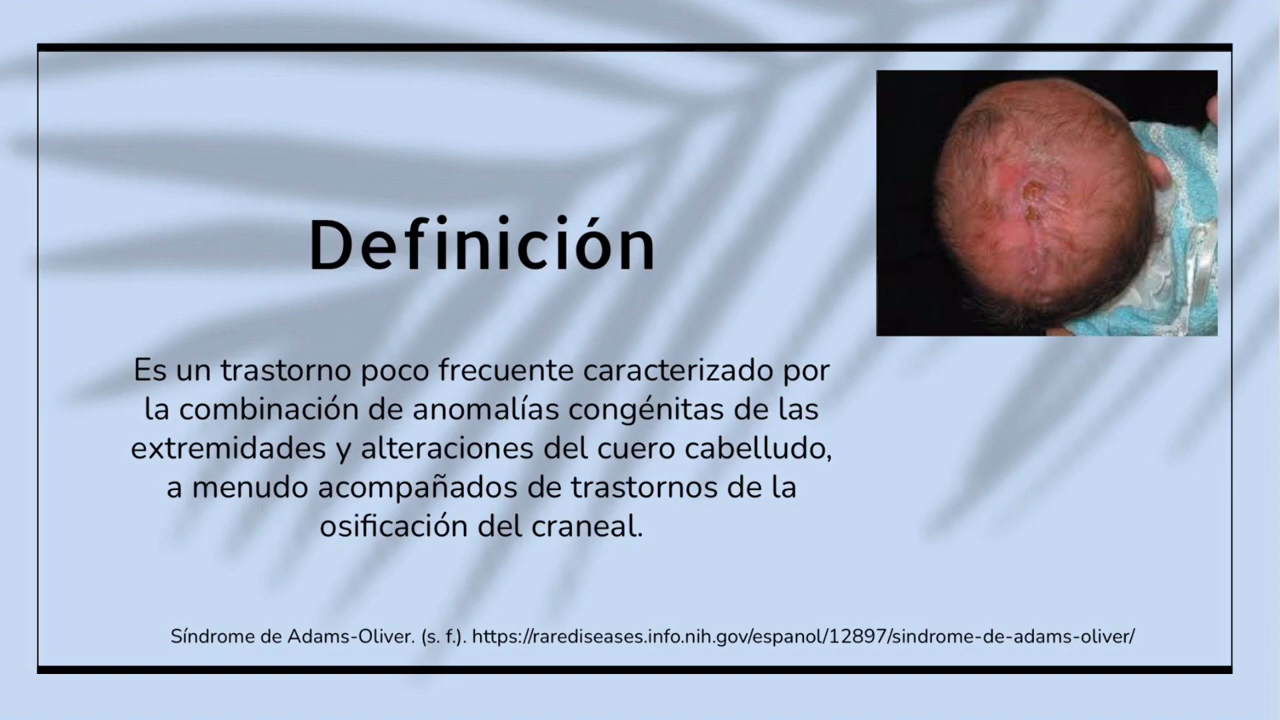 Definición
Es un trastorno poco frecuente caracterizado por
la combinación de anomalías congénitas de las
extremidades y alteraciones del cuero cabelludo,
a menudo acompañados de trastornos de la
osificación del craneal.
Síndrome de Adams-Oliver. (s. f.). https://rarediseases.info.nih.gov/espanol/12897/sindrome-de-adams-oliver/